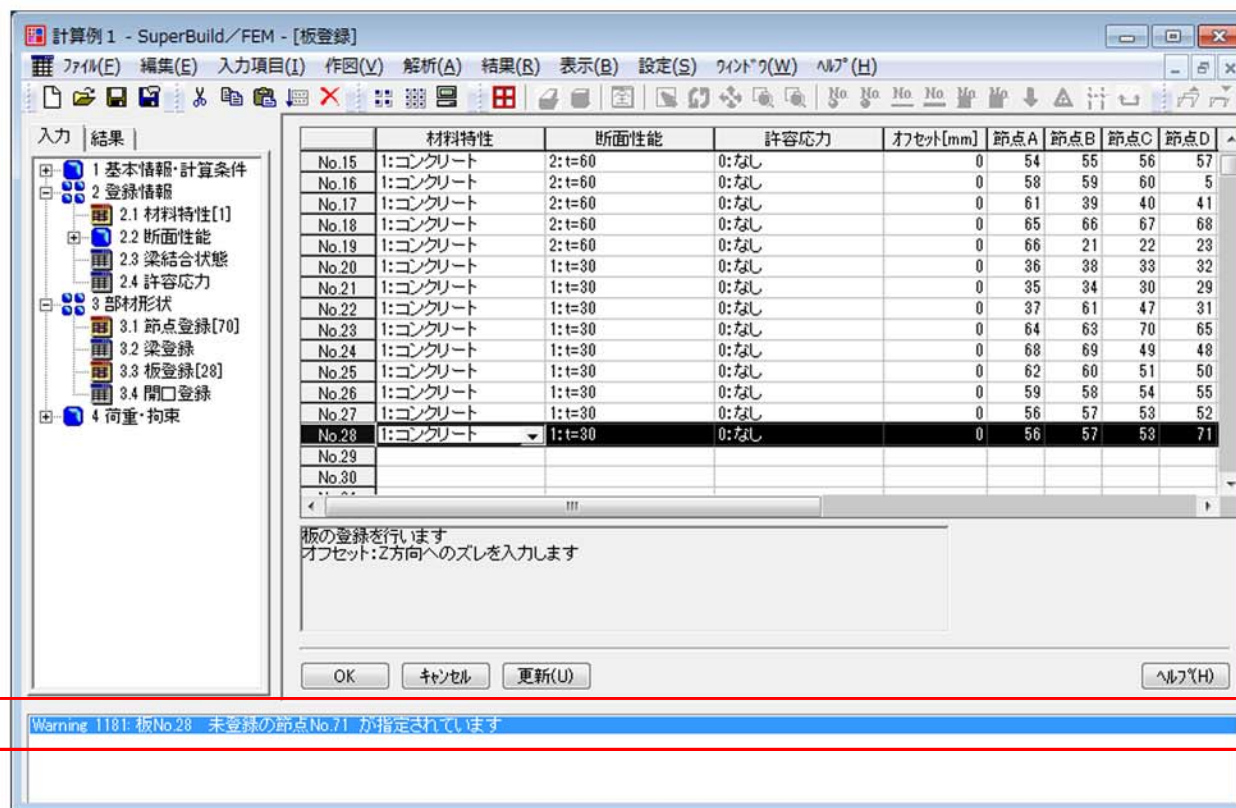 計算例1 - SuperBuild／FEM - [板登録]
ファイル(F) 編集(E) 入力項目(I) 作図(V) 解析(A) 結果(R) 表示(B) 設定(S) ウインドウ(W) ヘルプ(H)
入力 結果
1 基本情報・計算条件
2 登録情報
2.1 材料特性[1]
2.2 断面性能
2.3 梁結合状態
2.4 許容応力
3 部材形状
3.1 節点登録[70]
3.2 梁登録
3.3 板登録[28]
3.4 開口登録
4 荷重・拘束
材料特性 断面性能 許容応力 オフセット[mm] 節点A 節点B 節点C 節点D
No.15 1:コンクリート 2:t=60 0:なし 0 54 55 56 57
No.16 1:コンクリート 2:t=60 0:なし 0 58 59 60 5
No.17 1:コンクリート 2:t=60 0:なし 0 61 39 40 41
No.18 1:コンクリート 2:t=60 0:なし 0 65 66 67 68
No.19 1:コンクリート 2:t=60 0:なし 0 66 21 22 23
No.20 1:コンクリート 1:t=30 0:なし 0 36 38 33 32
No.21 1:コンクリート 1:t=30 0:なし 0 35 34 30 29
No.22 1:コンクリート 1:t=30 0:なし 0 37 61 47 31
No.23 1:コンクリート 1:t=30 0:なし 0 64 63 70 65
No.24 1:コンクリート 1:t=30 0:なし 0 68 69 49 48
No.25 1:コンクリート 1:t=30 0:なし 0 62 60 51 50
No.26 1:コンクリート 1:t=30 0:なし 0 59 58 54 55
No.27 1:コンクリート 1:t=30 0:なし 0 56 57 53 52
No.28 1:コンクリート 1:t=30 0:なし 0 56 57 53 71
No.29
No.30
板の登録を行います
オフセット:Z方向へのズレを入力します
OK キャンセル 更新(U) ヘルプ(H)
Warning 1181: 板No.28 未登録の節点No.71 が指定されています